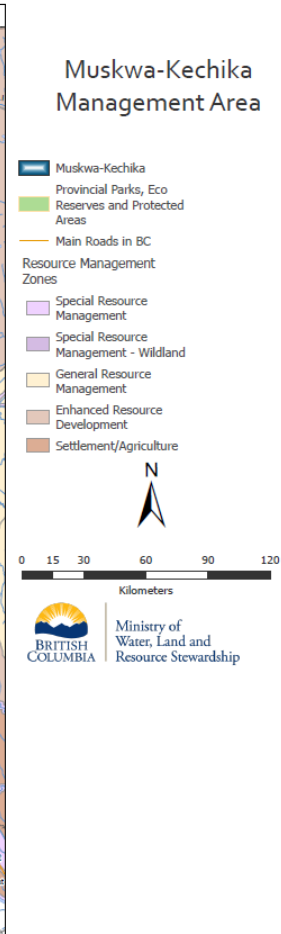 Muskwa-Kechika
Management Area
Muskwa-Kechika
Provincial Parks, Eco
Reserves and Protected
Areas
Main Roads in BC
Resource Management
Zones
Special Resource
Management
Special Resource
Management - Wildland
General Resource
Management
Enhanced Resource
Development
Settlement/Agriculture
N
0 15 30 60 90 120
Kilometers
BRITISH
COLUMBIA
Ministry of
Water, Land and
Resource Stewardship